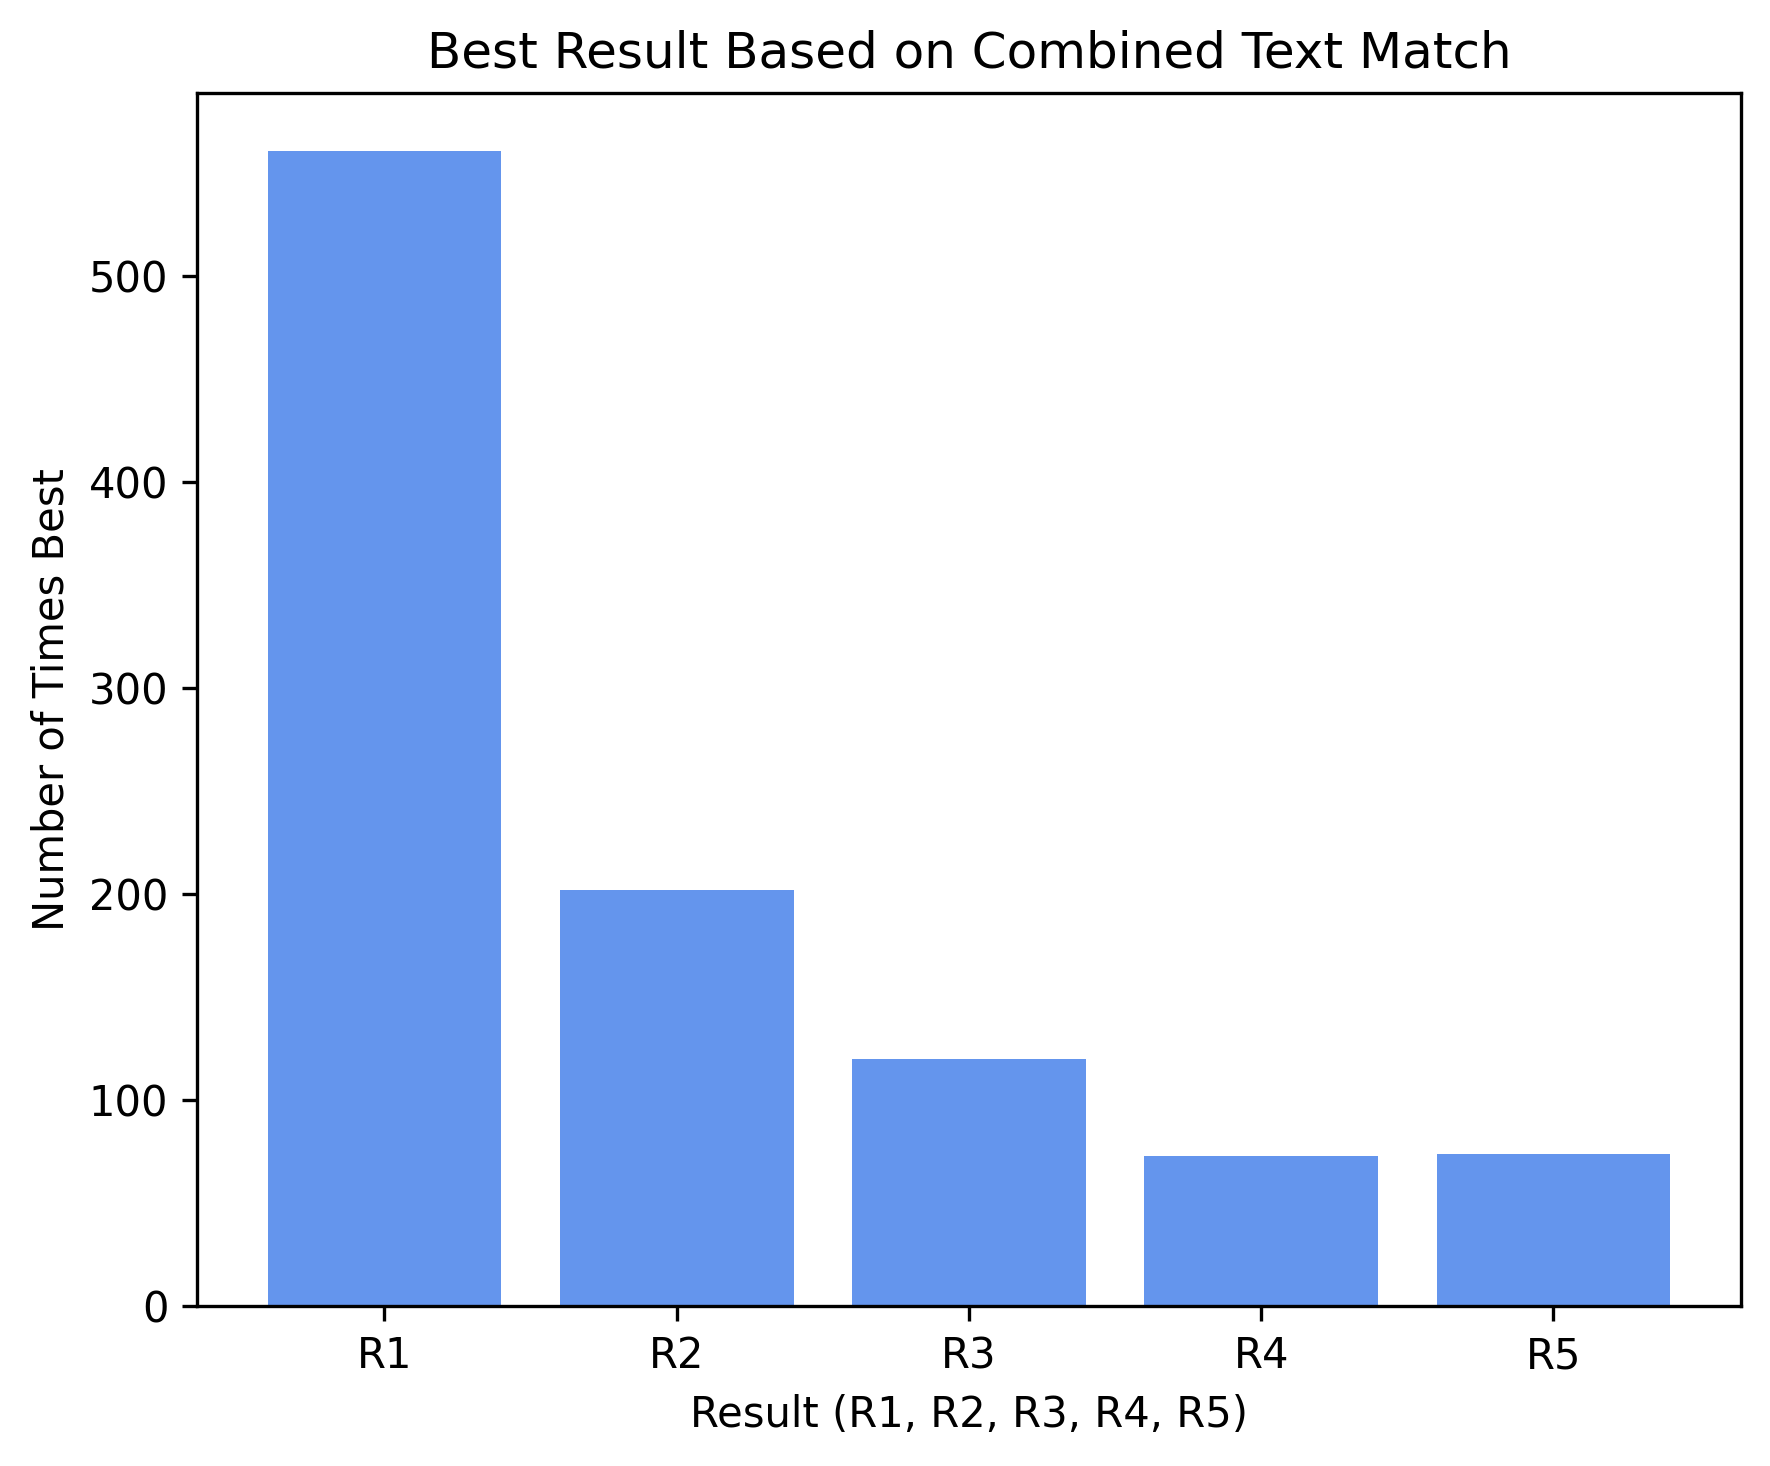 Best Result Based on Combined Text Match
Number of Times Best
500
400
300
200
100
0
R1 R2 R3 R4 R5
Result (R1, R2, R3, R4, R5)